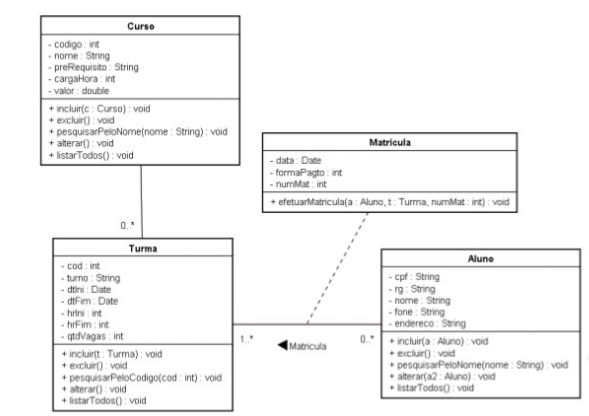 Curso
- codigo : int
- nome : String
- preRequisito : String
- cargaHora : int
- valor : double
+ incluir(c : Curso) : void
+ excluir() : void
+ pesquisarPeloNome(nome : String) : void
+ alterar() : void
+ listarTodos() : void
Matricula
- data : Date
- formaPagto : int
- numMat : int
+ efetuarMatricula(a : Aluno, t : Turma, numMat : int) : void
0..*
Turma
- cod : int
- turno : String
- dtIni : Date
- dtFim : Date
- hrIni : int
- hrFim : int
- qtdVagas : int
+ incluir(t : Turma) : void
+ excluir() : void
+ pesquisarPeloCodigo(cod : int) : void
+ alterar() : void
+ listarTodos() : void
1..*
Matricula
0..*
Aluno
- cpf : String
- rg : String
- nome : String
- fone : String
- endereco : String
+ incluir(a : Aluno) : void
+ excluir() : void
+ pesquisarPeloNome(nome : String) : void
+ alterar(a2 : Aluno) : void
+ listarTodos() : void